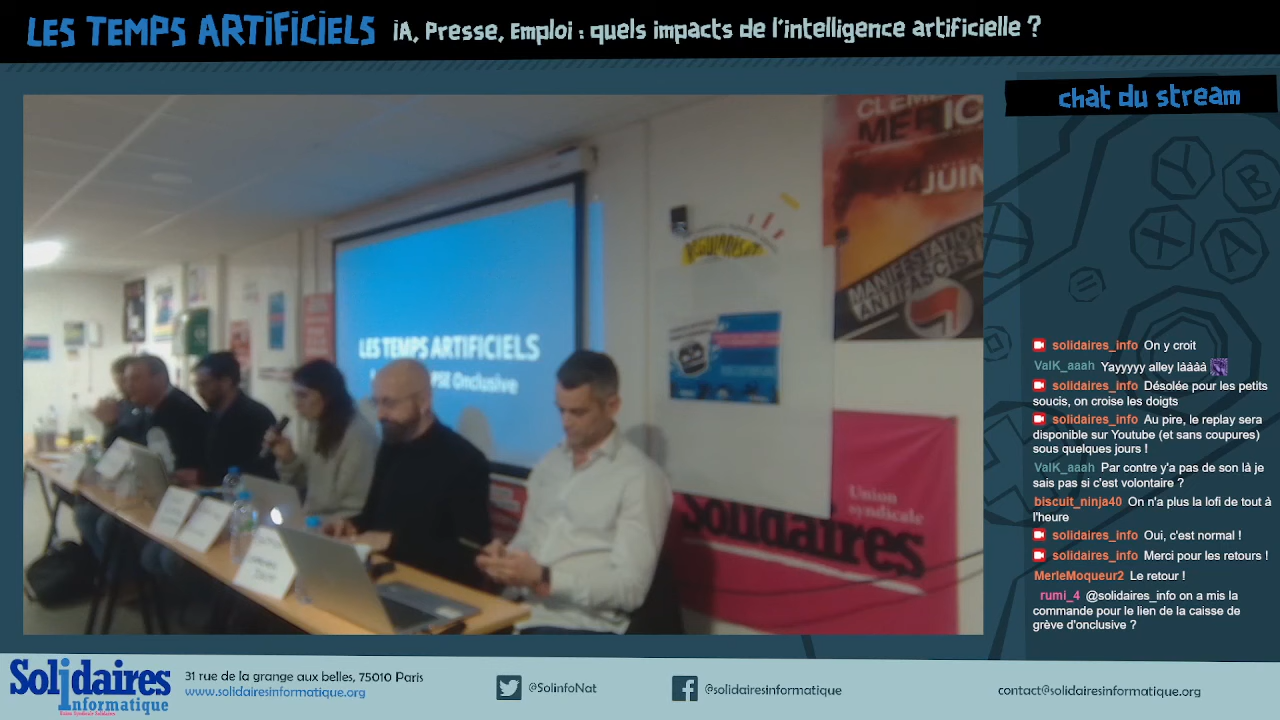 LES TEMPS ARTIFICIELS
IA, Presse, Emploi : quels impacts de l'intelligence artificielle ?
chat du stream
CLEM
MERIC
4 JUIN
MANIFESTATION
ANTIFASCISTE
LES TEMPS ARTIFICIELS
PSE Onclusive
Union
syndicale
Solidaires
Y
B
X
A
solidaires_info On y croit
ValK_aaah Yayyyyy alley lààààà
solidaires_info Désolée pour les petits
soucis, on croise les doigts
solidaires_info Au pire, le replay sera
disponible sur Youtube (et sans coupures)
sous quelques jours !
ValK_aaah Par contre y'a pas de son là je
sais pas si c'est volontaire ?
biscuit_ninja40 On n'a plus la lofi de tout à
l'heure
solidaires_info Oui, c'est normal !
solidaires_info Merci pour les retours !
MerleMoqueur2 Le retour !
rumi_4 @solidaires_info on a mis la
commande pour le lien de la caisse de
grève d'onclusive ?
Solidaires
Informatique
31 rue de la grange aux belles, 75010 Paris
www.solidairesinformatique.org
@SolinfoNat
@solidairesinformatique
contact@solidairesinformatique.org